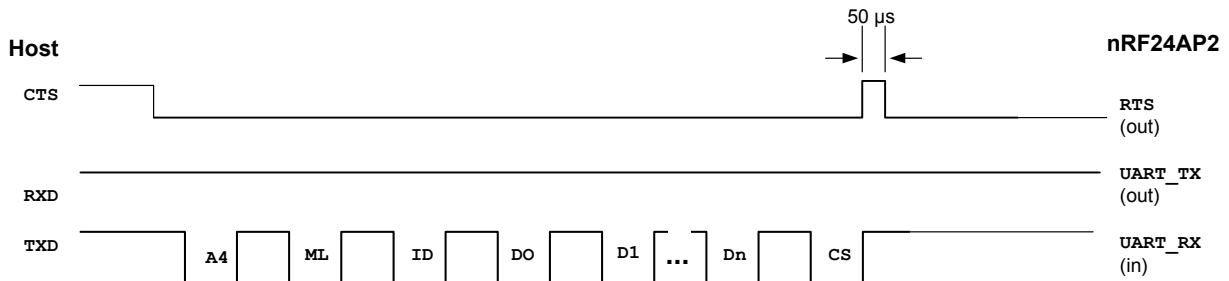 50 µs
Host
nRF24AP2
CTS
RTS
(out)
RXD
UART_TX
(out)
TXD
A4 ML ID DO D1 ... Dn CS
UART_RX
(in)